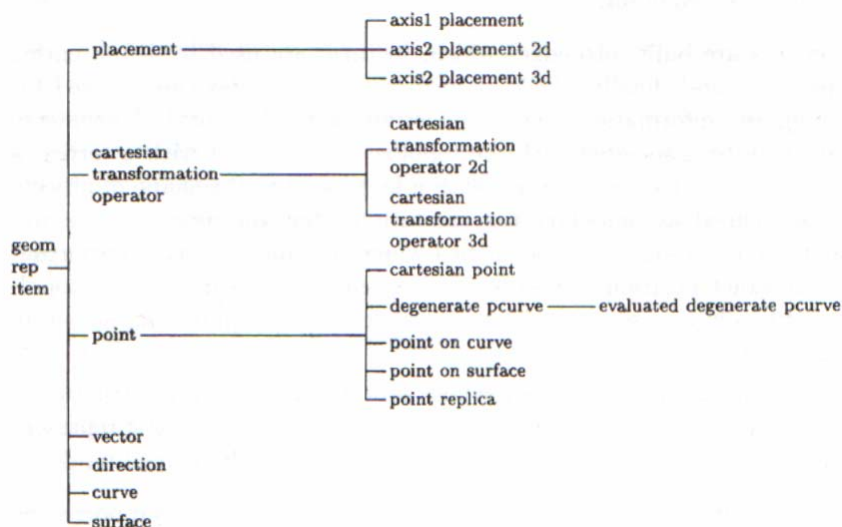 axis1 placement
placement
axis2 placement 2d
axis2 placement 3d
cartesian
transformation
operator 2d
cartesian
transformation
operator
cartesian
transformation
operator 3d
geom
rep
item
cartesian point
degenerate pcurve
evaluated degenerate pcurve
point
point on curve
point on surface
point replica
vector
direction
curve
surface